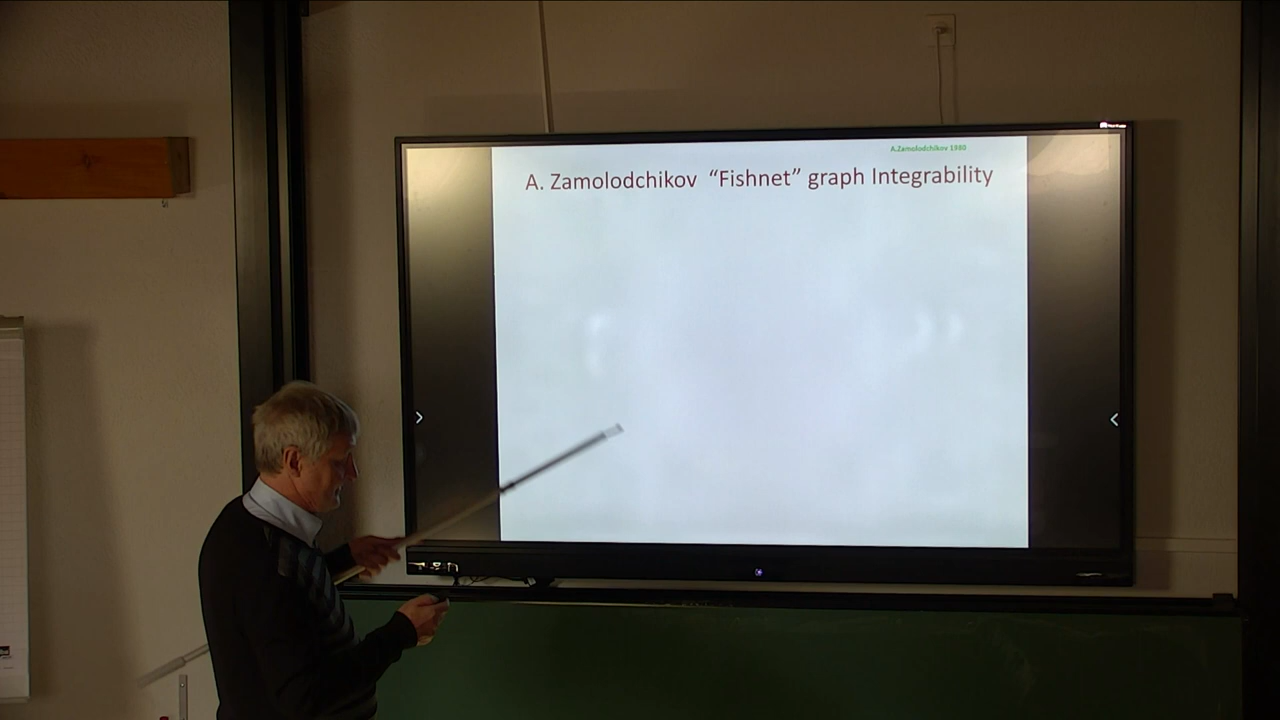 A.Zamolodchikov 1980
A. Zamolodchikov “Fishnet” graph Integrability